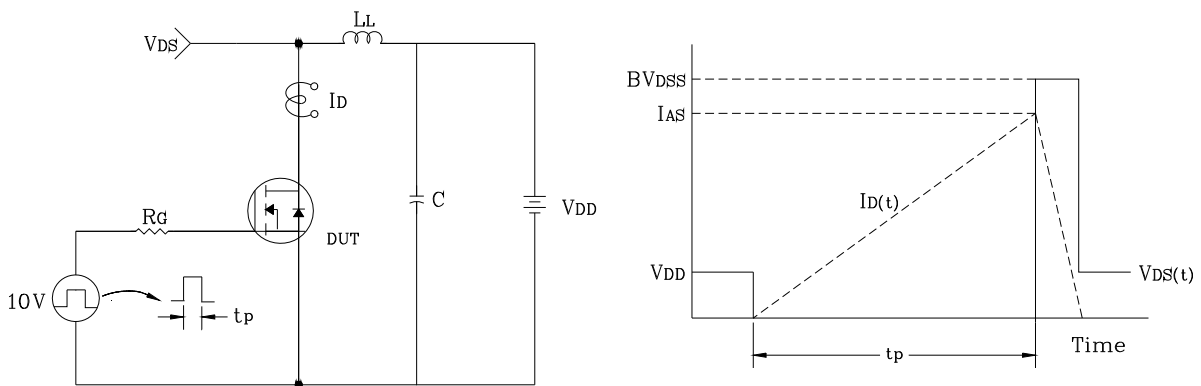 LL
VDS
ID
RG
DUT
C
VDD
10V
tp
BVDSS
IAS
ID(t)
VDD
VDS(t)
tp
Time